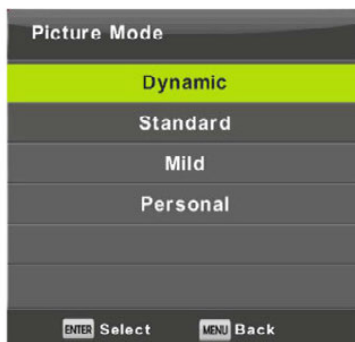 Picture Mode
Dynamic
Standard
Mild
Personal
ENTER Select MENU Back